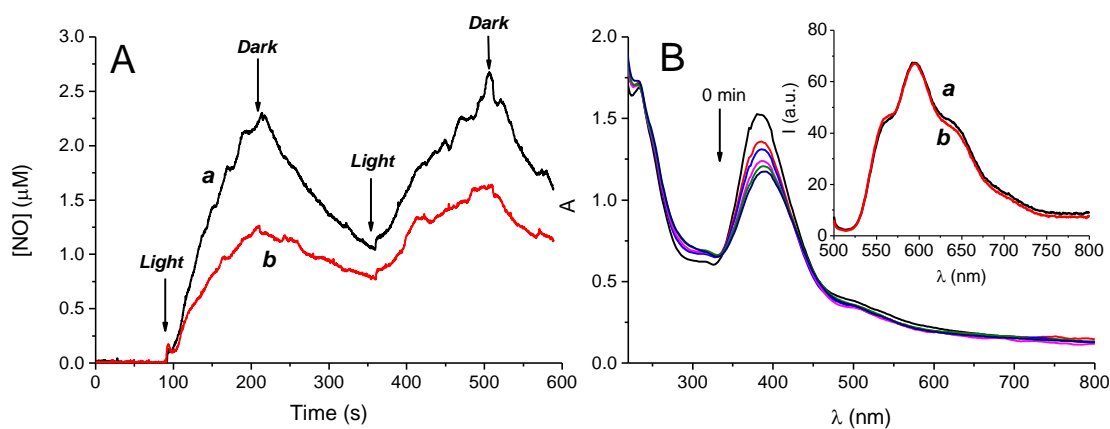 A
3.0
2.5
2.0
1.5
1.0
0.5
0.0
[NO] (μM)
0 100 200 300 400 500 600
Time (s)
Light
Dark
Light
Dark
a
b
B
2.0
1.5
1.0
0.5
0.0
A
300 400 500 600 700 800
λ (nm)
0 min
80
60
40
20
0
I (a.u.)
500 550 600 650 700 750 800
λ (nm)
a
b